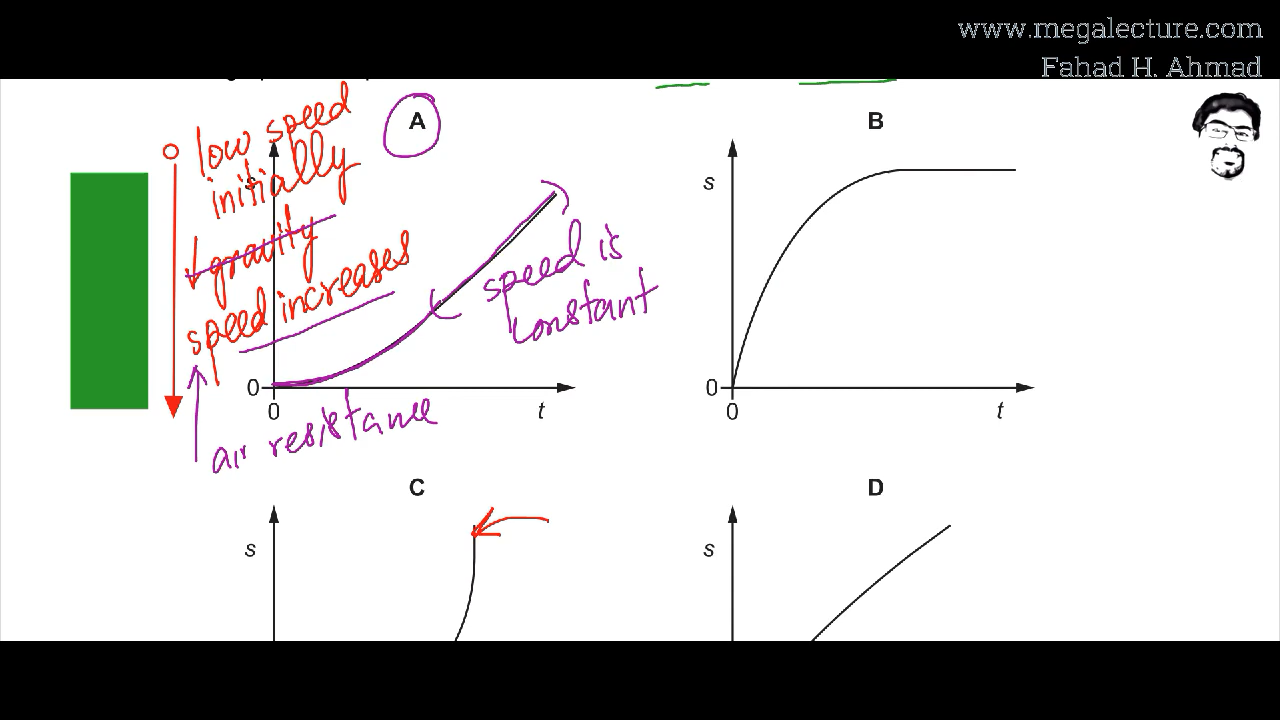 www.megalecture.com
Fahad H. Ahmad
A
B
low speed
initially
gravity
speed increases
air resistance
speed is
constant
s
0
0
t
s
0
0
t
C
D
s
s